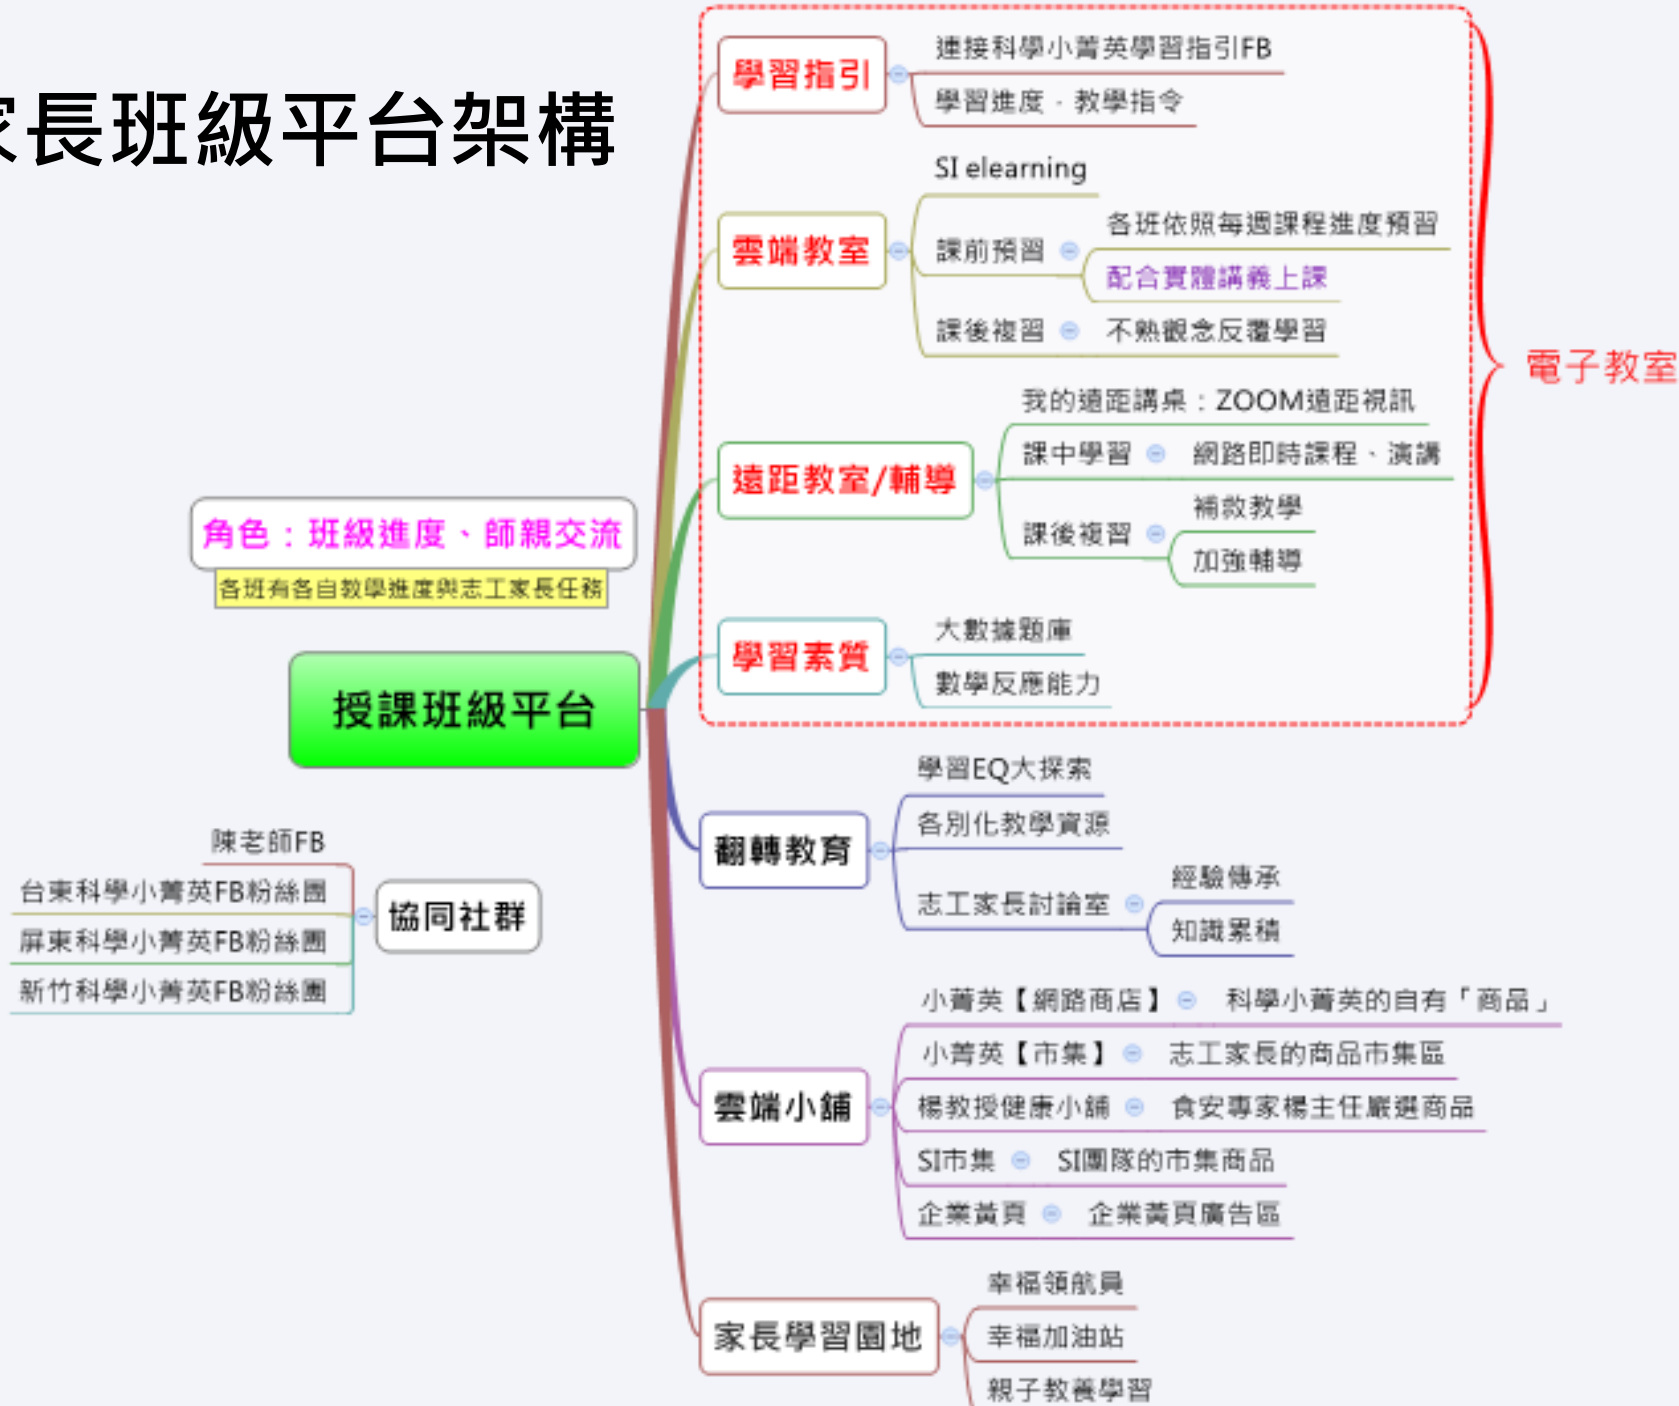 長班級平台架構
學習指引
連接科學小菁英學習指引FB
學習進度．教學指令
雲端教室
SI elearning
課前預習
各班依照每週課程進度預習
配合實體講義上課
課後複習
不熟觀念反覆學習
遠距教室/輔導
我的遠距講桌：ZOOM遠距視訊
課中學習
網路即時課程、演講
課後複習
補救教學
加強輔導
學習素質
大數據題庫
數學反應能力
電子教室
角色：班級進度、師親交流
各班有各自教學進度與志工家長任務
授課班級平台
翻轉教育
學習EQ大探索
各別化教學資源
志工家長討論室
經驗傳承
知識累積
協同社群
陳老師FB
台東科學小菁英FB粉絲團
屏東科學小菁英FB粉絲團
新竹科學小菁英FB粉絲團
雲端小舖
小菁英【網路商店】
科學小菁英的自有「商品」
小菁英【市集】
志工家長的商品市集區
楊教授健康小舖
食安專家楊主任嚴選商品
SI市集
SI團隊的市集商品
企業黃頁
企業黃頁廣告區
家長學習園地
幸福領航員
幸福加油站
親子教養學習